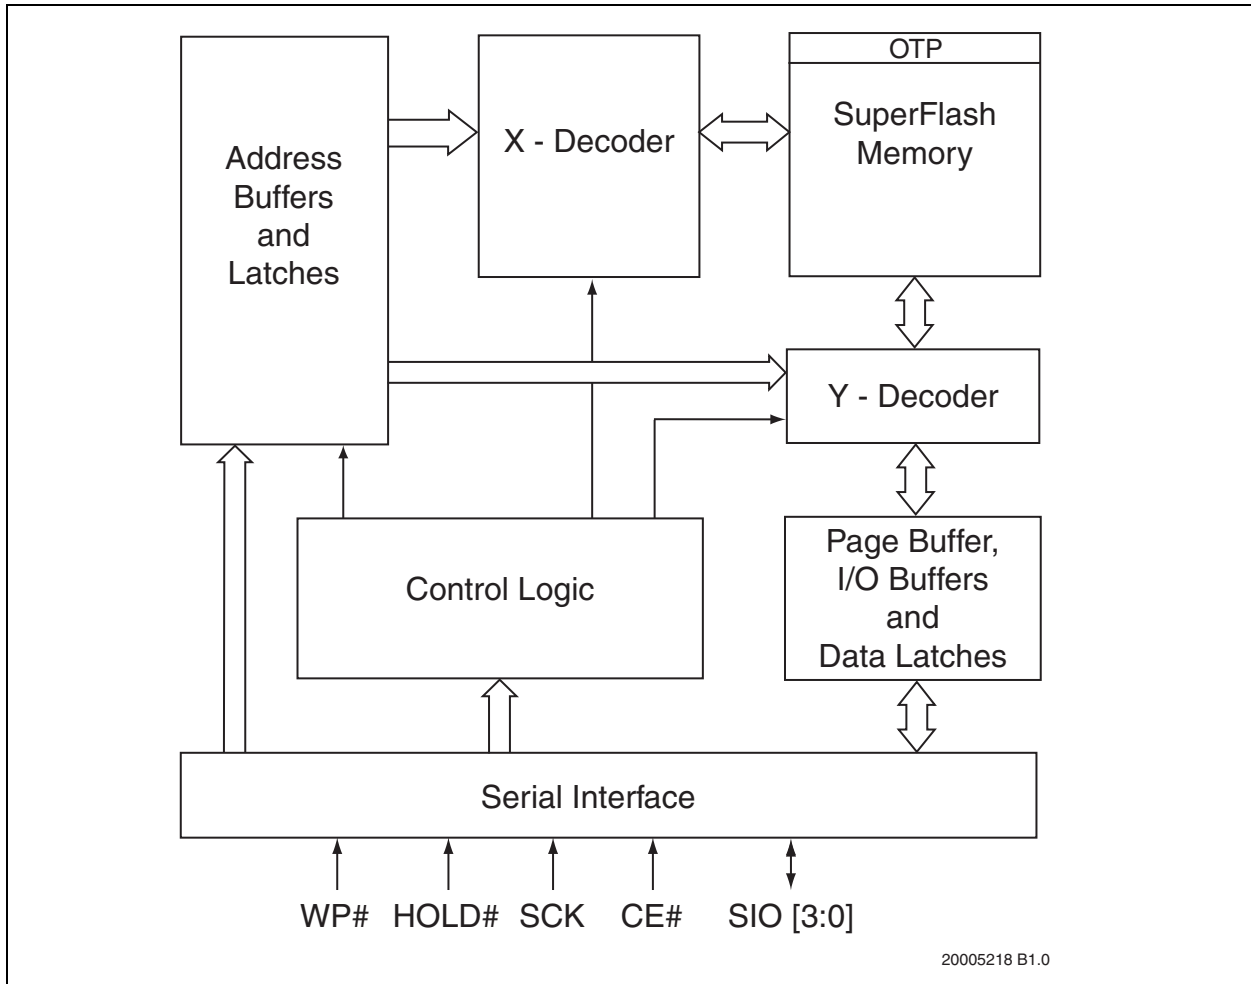 OTP
SuperFlash
Memory
X - Decoder
Address
Buffers
and
Latches
Y - Decoder
Page Buffer,
I/O Buffers
and
Data Latches
Control Logic
Serial Interface
WP# HOLD# SCK CE# SIO [3:0]
20005218 B1.0